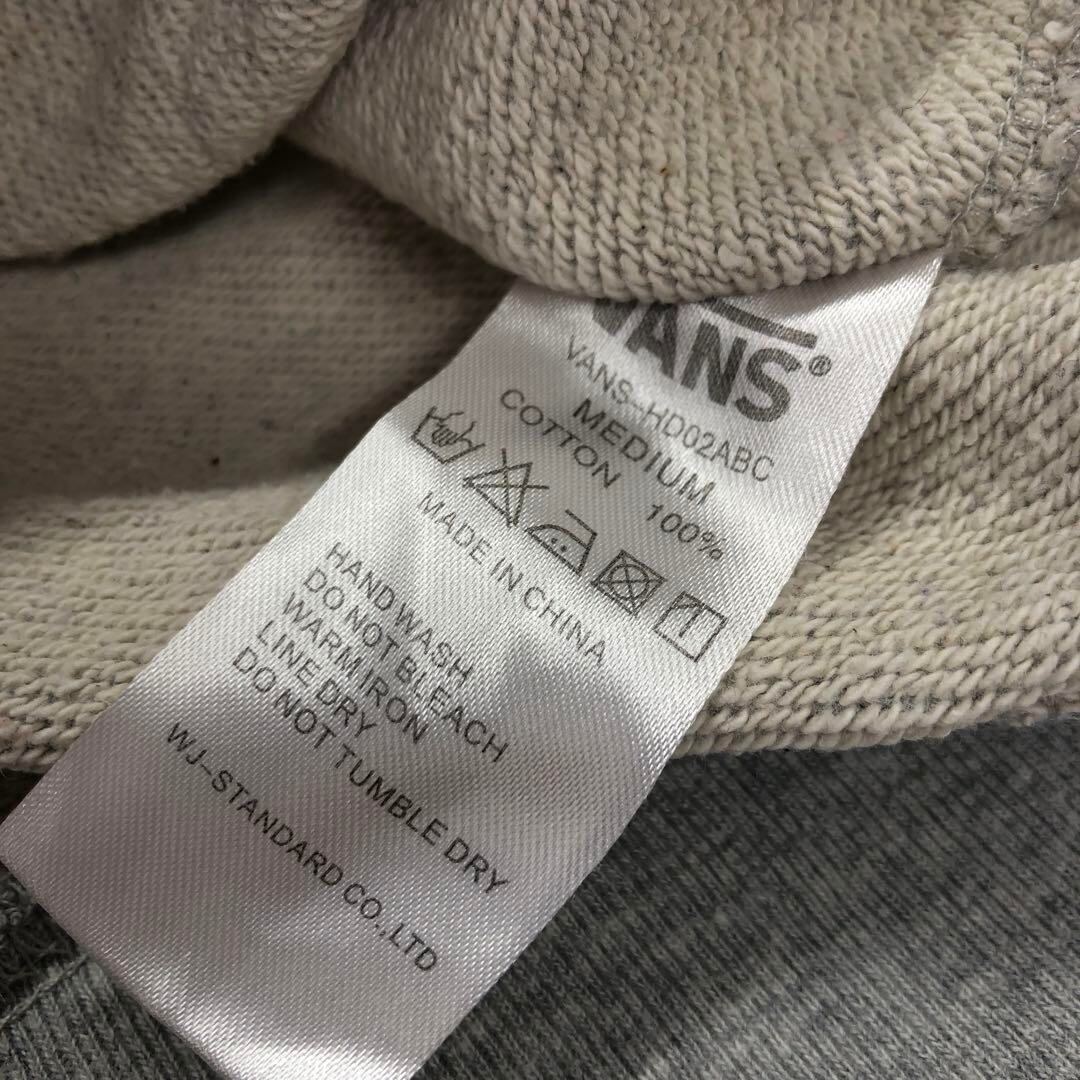 VANS®
VANS-HD02ABC
MEDIUM
COTTON 100%
MADE IN CHINA
HAND WASH
DO NOT BLEACH
WARM IRON
LINE DRY
DO NOT TUMBLE DRY
WJ-STANDARD CO.,LTD